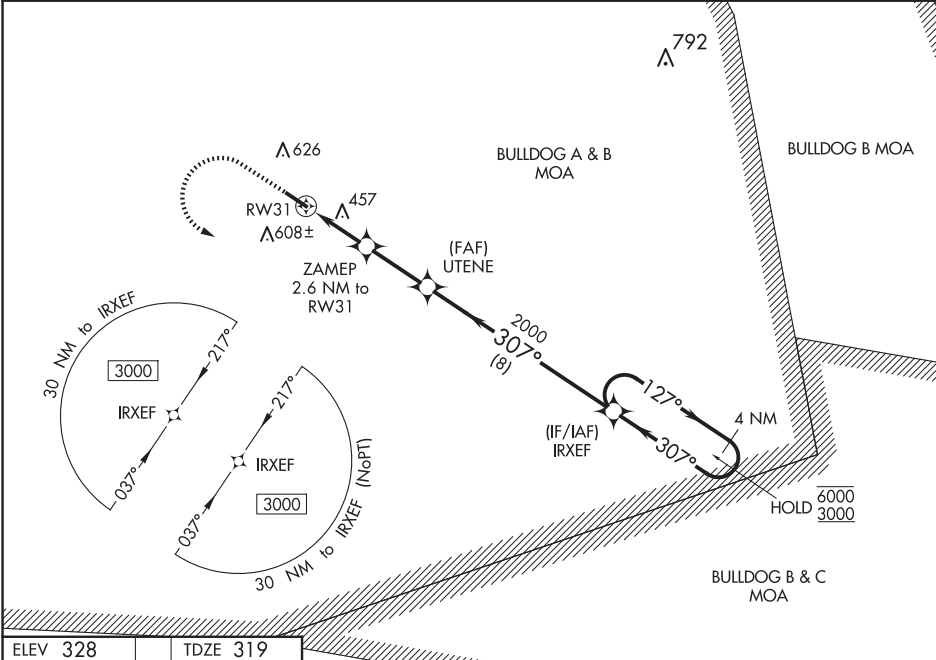 792
BULLDOG A & B
MOA
BULLDOG B MOA
626
RW31
457
608±
ZAMEP
2.6 NM to
RW31
(FAF)
UTENE
2000
307°
(8)
30 NM to IRXEF
3000
217°
IRXEF
037°
217°
IRXEF
3000
037°
30 NM to IRXEF (NoPT)
(IF/IAF)
IRXEF
127°
4 NM
307°
HOLD 6000
3000
BULLDOG B & C
MOA
ELEV 328 TDZE 319